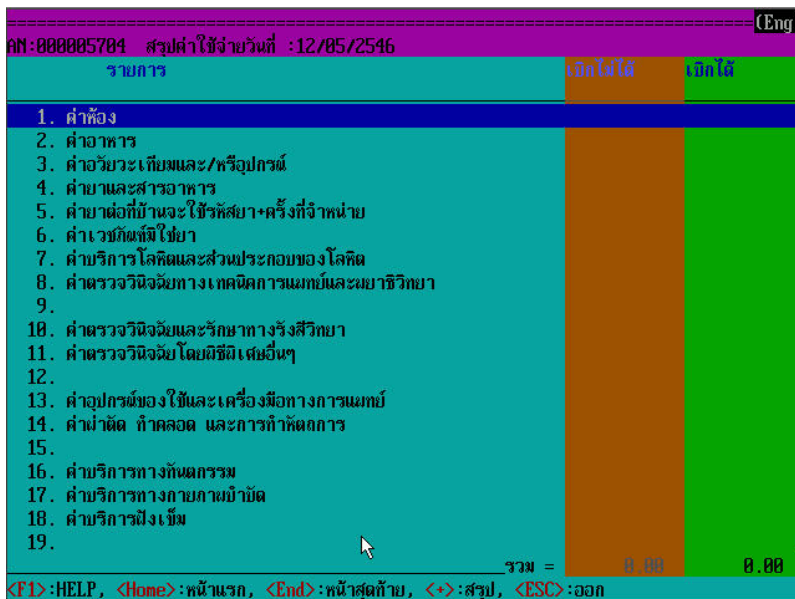 (Eng
AN:000005704 สรุปค่าใช้จ่ายวันที่ :12/05/2546
รายการ เบิกไม่ได้ เบิกได้
1. ค่าห้อง
2. ค่าอาหาร
3. ค่าอวัยวะเทียมและ/หรือุปกรณ์
4. ค่ายาและสารอาหาร
5. ค่ายาต่อที่บ้านจะใช้รหัสยา+ครั้งที่จำหน่าย
6. ค่าเวชภัณฑ์มิใช่ยา
7. ค่าบริการโลหิตและส่วนประกอบของโลหิต
8. ค่าตรวจวินิจฉัยทางเทคนิคการแพทย์และพยาธิวิทยา
9.
10. ค่าตรวจวินิจฉัยและรักษาทางรังสีวิทยา
11. ค่าตรวจวินิจฉัยโดยพิธีพิเศษอื่นๆ
12.
13. ค่าอุปกรณ์ของใช้และเครื่องมือทางการแพทย์
14. ค่าผ่าตัด ทำคลอด และการทำหัตถการ
15.
16. ค่าบริการทางทันตกรรม
17. ค่าบริการทางกายภาพบำบัด
18. ค่าบริการฝังเข็ม
19.
รวม = 0.00 0.00
<F1>:HELP, <Home>:หน้าแรก, <End>:หน้าสุดท้าย, <+>:สรุป, <ESC>:ออก